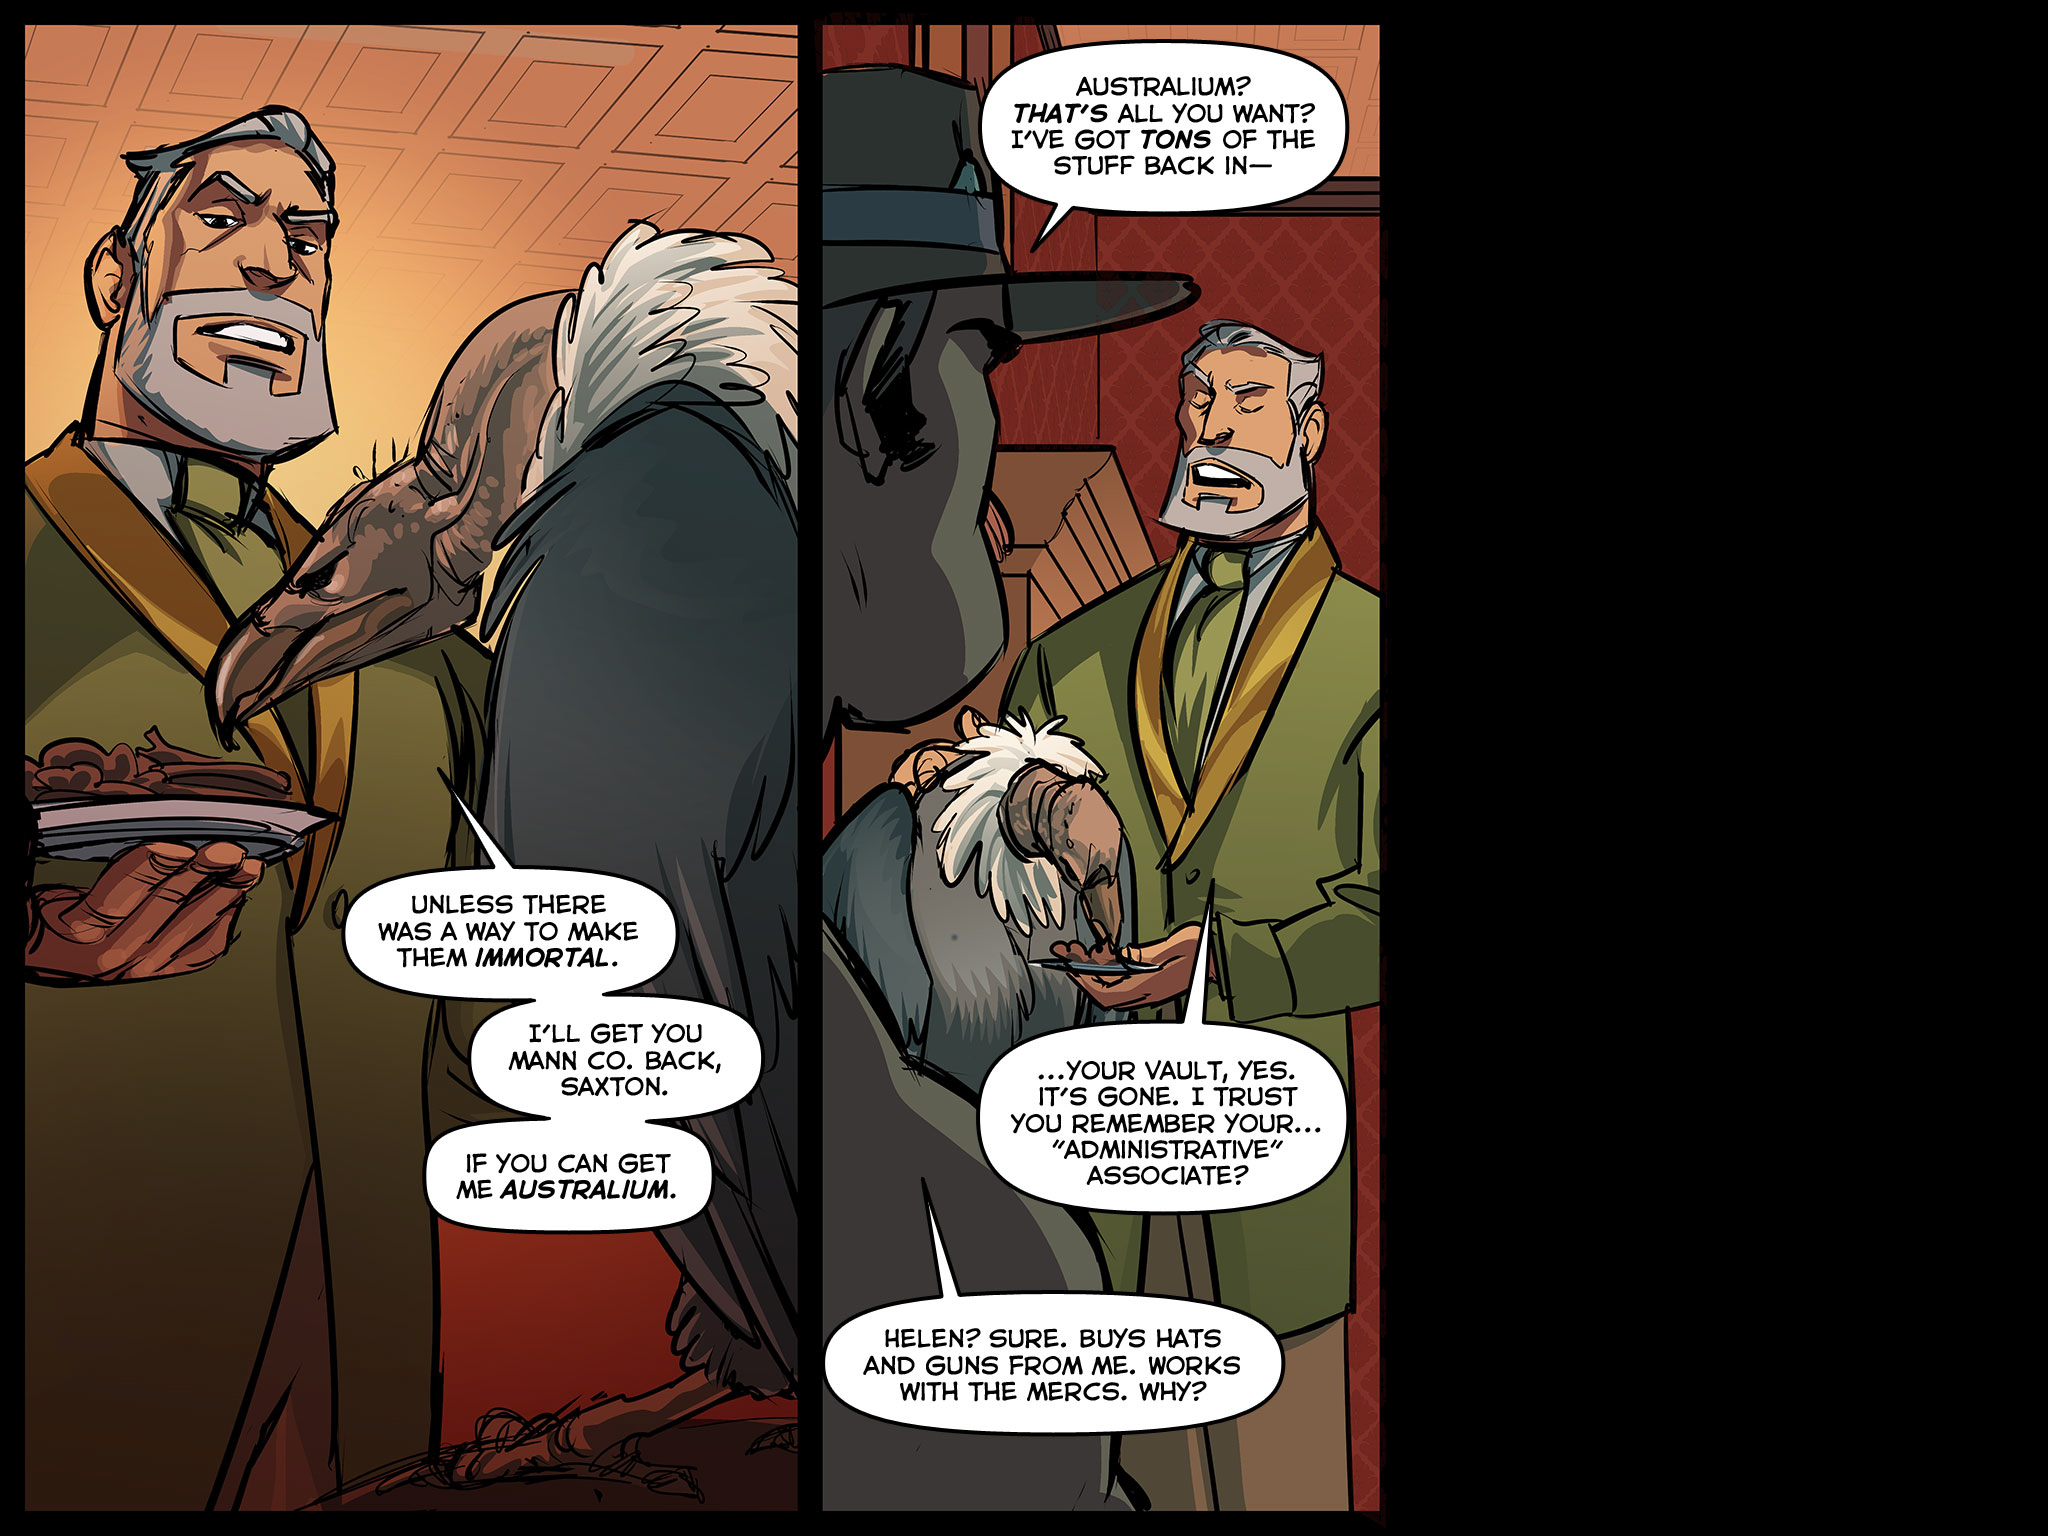 UNLESS THERE
WAS A WAY TO MAKE
THEM IMMORTAL.
I'LL GET YOU
MANN CO. BACK,
SAXTON.
IF YOU CAN GET
ME AUSTRALIUM.
AUSTRALIUM?
THAT'S ALL YOU WANT?
I'VE GOT TONS OF THE
STUFF BACK IN—
...YOUR VAULT, YES.
IT'S GONE. I TRUST
YOU REMEMBER YOUR...
"ADMINISTRATIVE"
ASSOCIATE?
HELEN? SURE. BUYS HATS
AND GUNS FROM ME. WORKS
WITH THE MERCS. WHY?